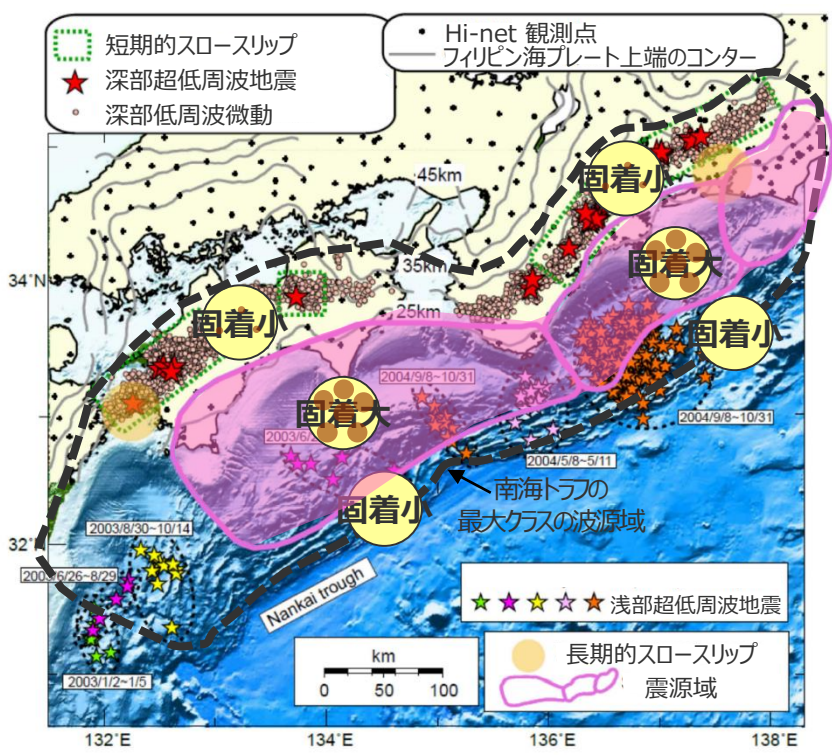 短期的スロースリップ
深部超低周波地震
深部低周波微動
Hi-net 観測点
フィリピン海プレート上端のコンター
45km
固着小
34°N
35km
固着大
25km
固着小
固着小
2004/9/8~10/31
固着大
2004/9/8~10/31
2003/6/2
2004/5/8~5/11
南海トラフの
最大クラスの波源域
固着小
2003/8/30~10/14
32°N
2003/6/26~8/29
Nankai trough
浅部超低周波地震
km
0 50 100
長期的スロースリップ
震源域
2003/1/2~1/5
132°E 134°E 136°E 138°E